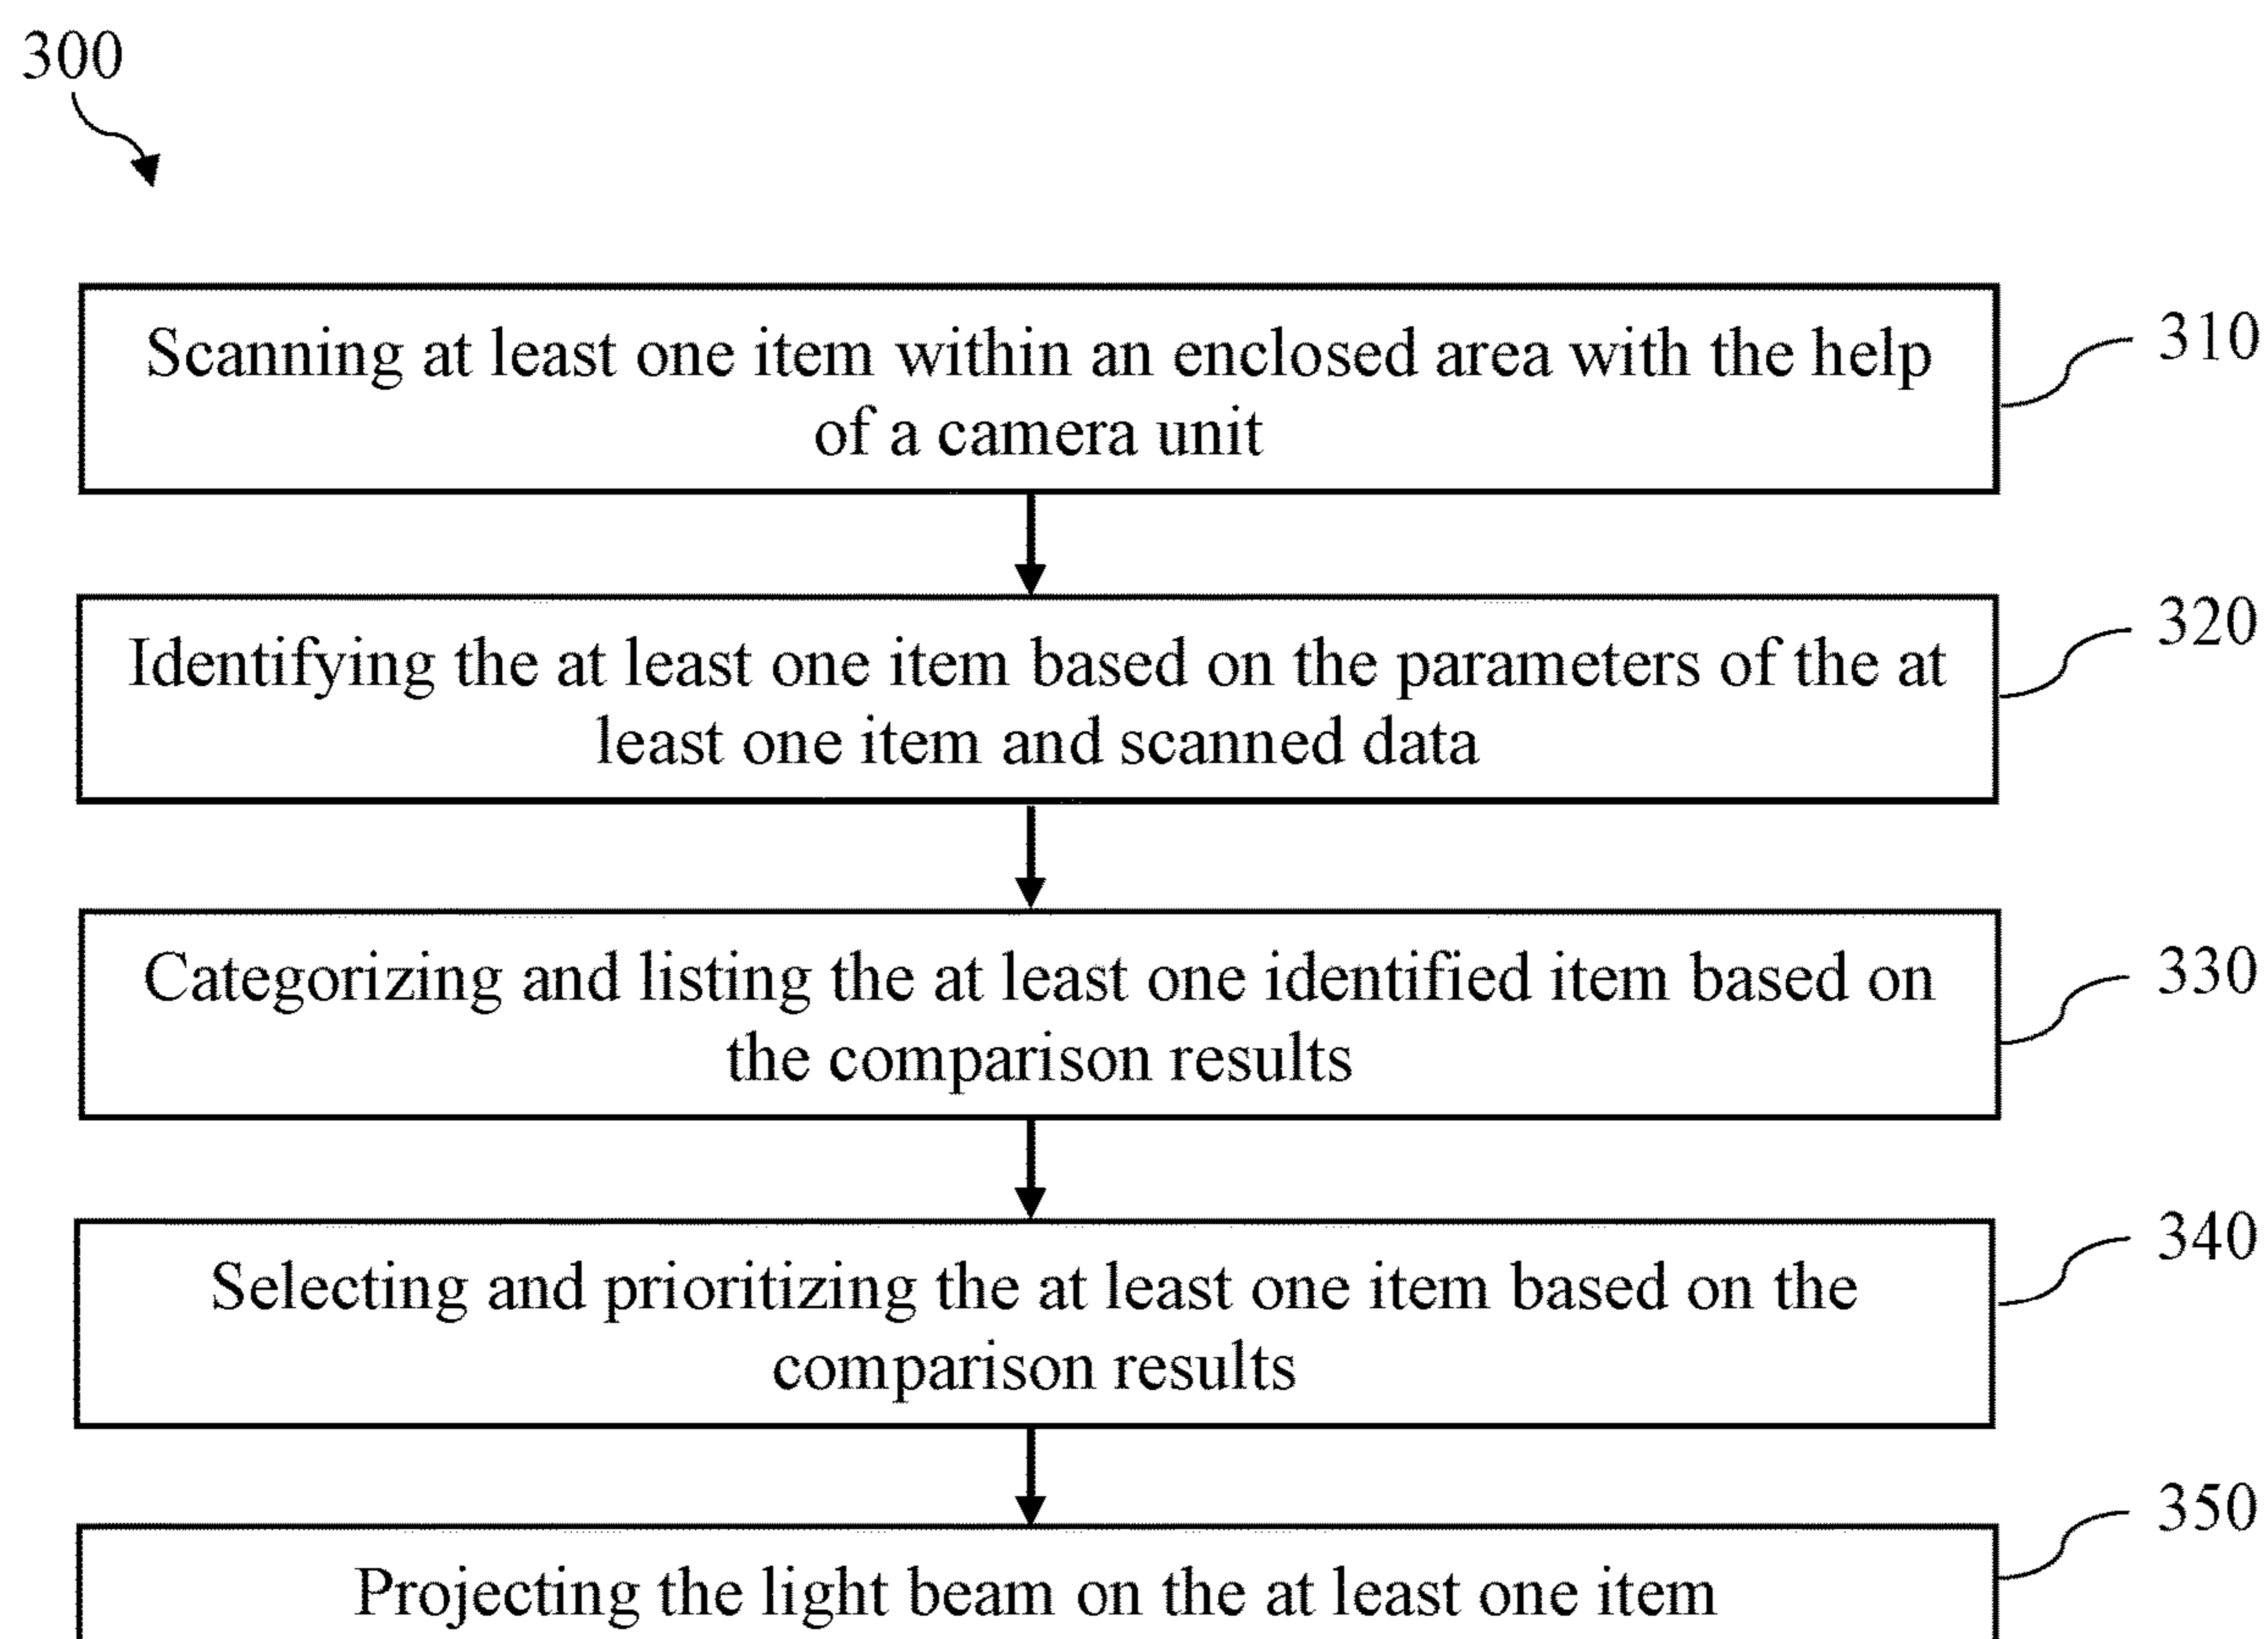 300
Scanning at least one item within an enclosed area with the help
of a camera unit
310
Identifying the at least one item based on the parameters of the at
least one item and scanned data
320
Categorizing and listing the at least one identified item based on
the comparison results
330
Selecting and prioritizing the at least one item based on the
comparison results
340
Projecting the light beam on the at least one item
350